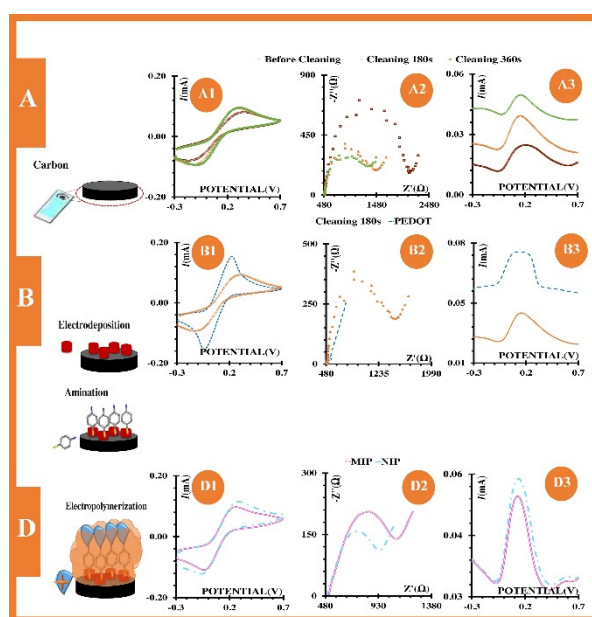 Before Cleaning Cleaning 180s Cleaning 360s
A
Carbon
A1
I(mA)
0.20
0.00
-0.20
-0.3 0.2 0.7
POTENTIAL(V)
A2
-Z''(Ω)
900
600
300
0
480 1480 2480
Z'(Ω)
A3
I(mA)
0.06
0.03
0.00
-0.3 0.2 0.7
POTENTIAL(V)
Cleaning 180s PEDOT
B
Electrodeposition
Amination
B1
I(mA)
0.20
0.00
-0.20
-0.3 0.2 0.7
POTENTIAL(V)
B2
-Z''(Ω)
500
250
0
480 1235 1990
Z'(Ω)
B3
I(mA)
0.08
0.05
0.01
-0.3 0.2 0.7
POTENTIAL(V)
MIP NIP
D
Electropolymerization
D1
I(mA)
0.20
0.00
-0.20
-0.3 0.2 0.7
POTENTIAL(V)
D2
-Z''(Ω)
300
200
100
0
480 930 1380
Z'(Ω)
D3
I(mA)
0.06
0.04
0.03
-0.3 0.2 0.7
POTENTIAL(V)